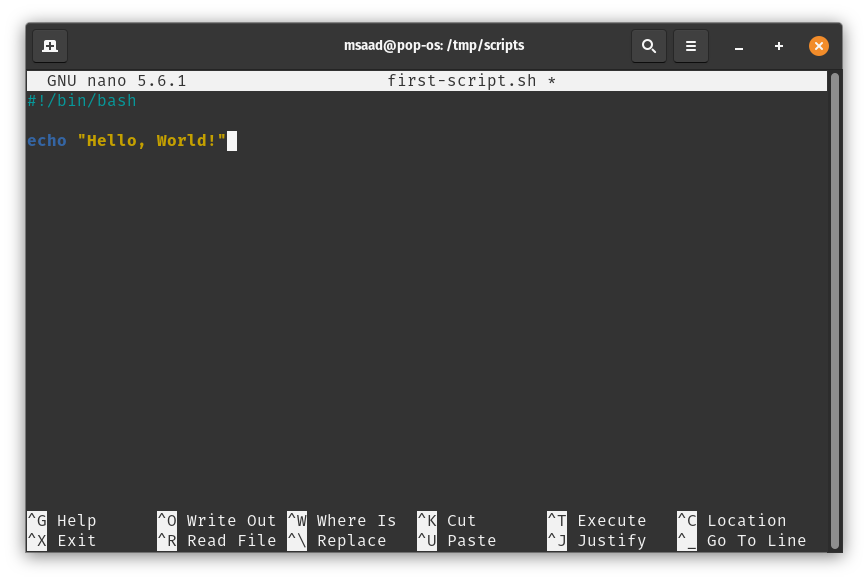 msaad@pop-os: /tmp/scripts
GNU nano 5.6.1 first-script.sh *
#!/bin/bash
echo "Hello, World!"
^G Help ^O Write Out ^W Where Is ^K Cut ^T Execute ^C Location
^X Exit ^R Read File ^\ Replace ^U Paste ^J Justify ^_ Go To Line